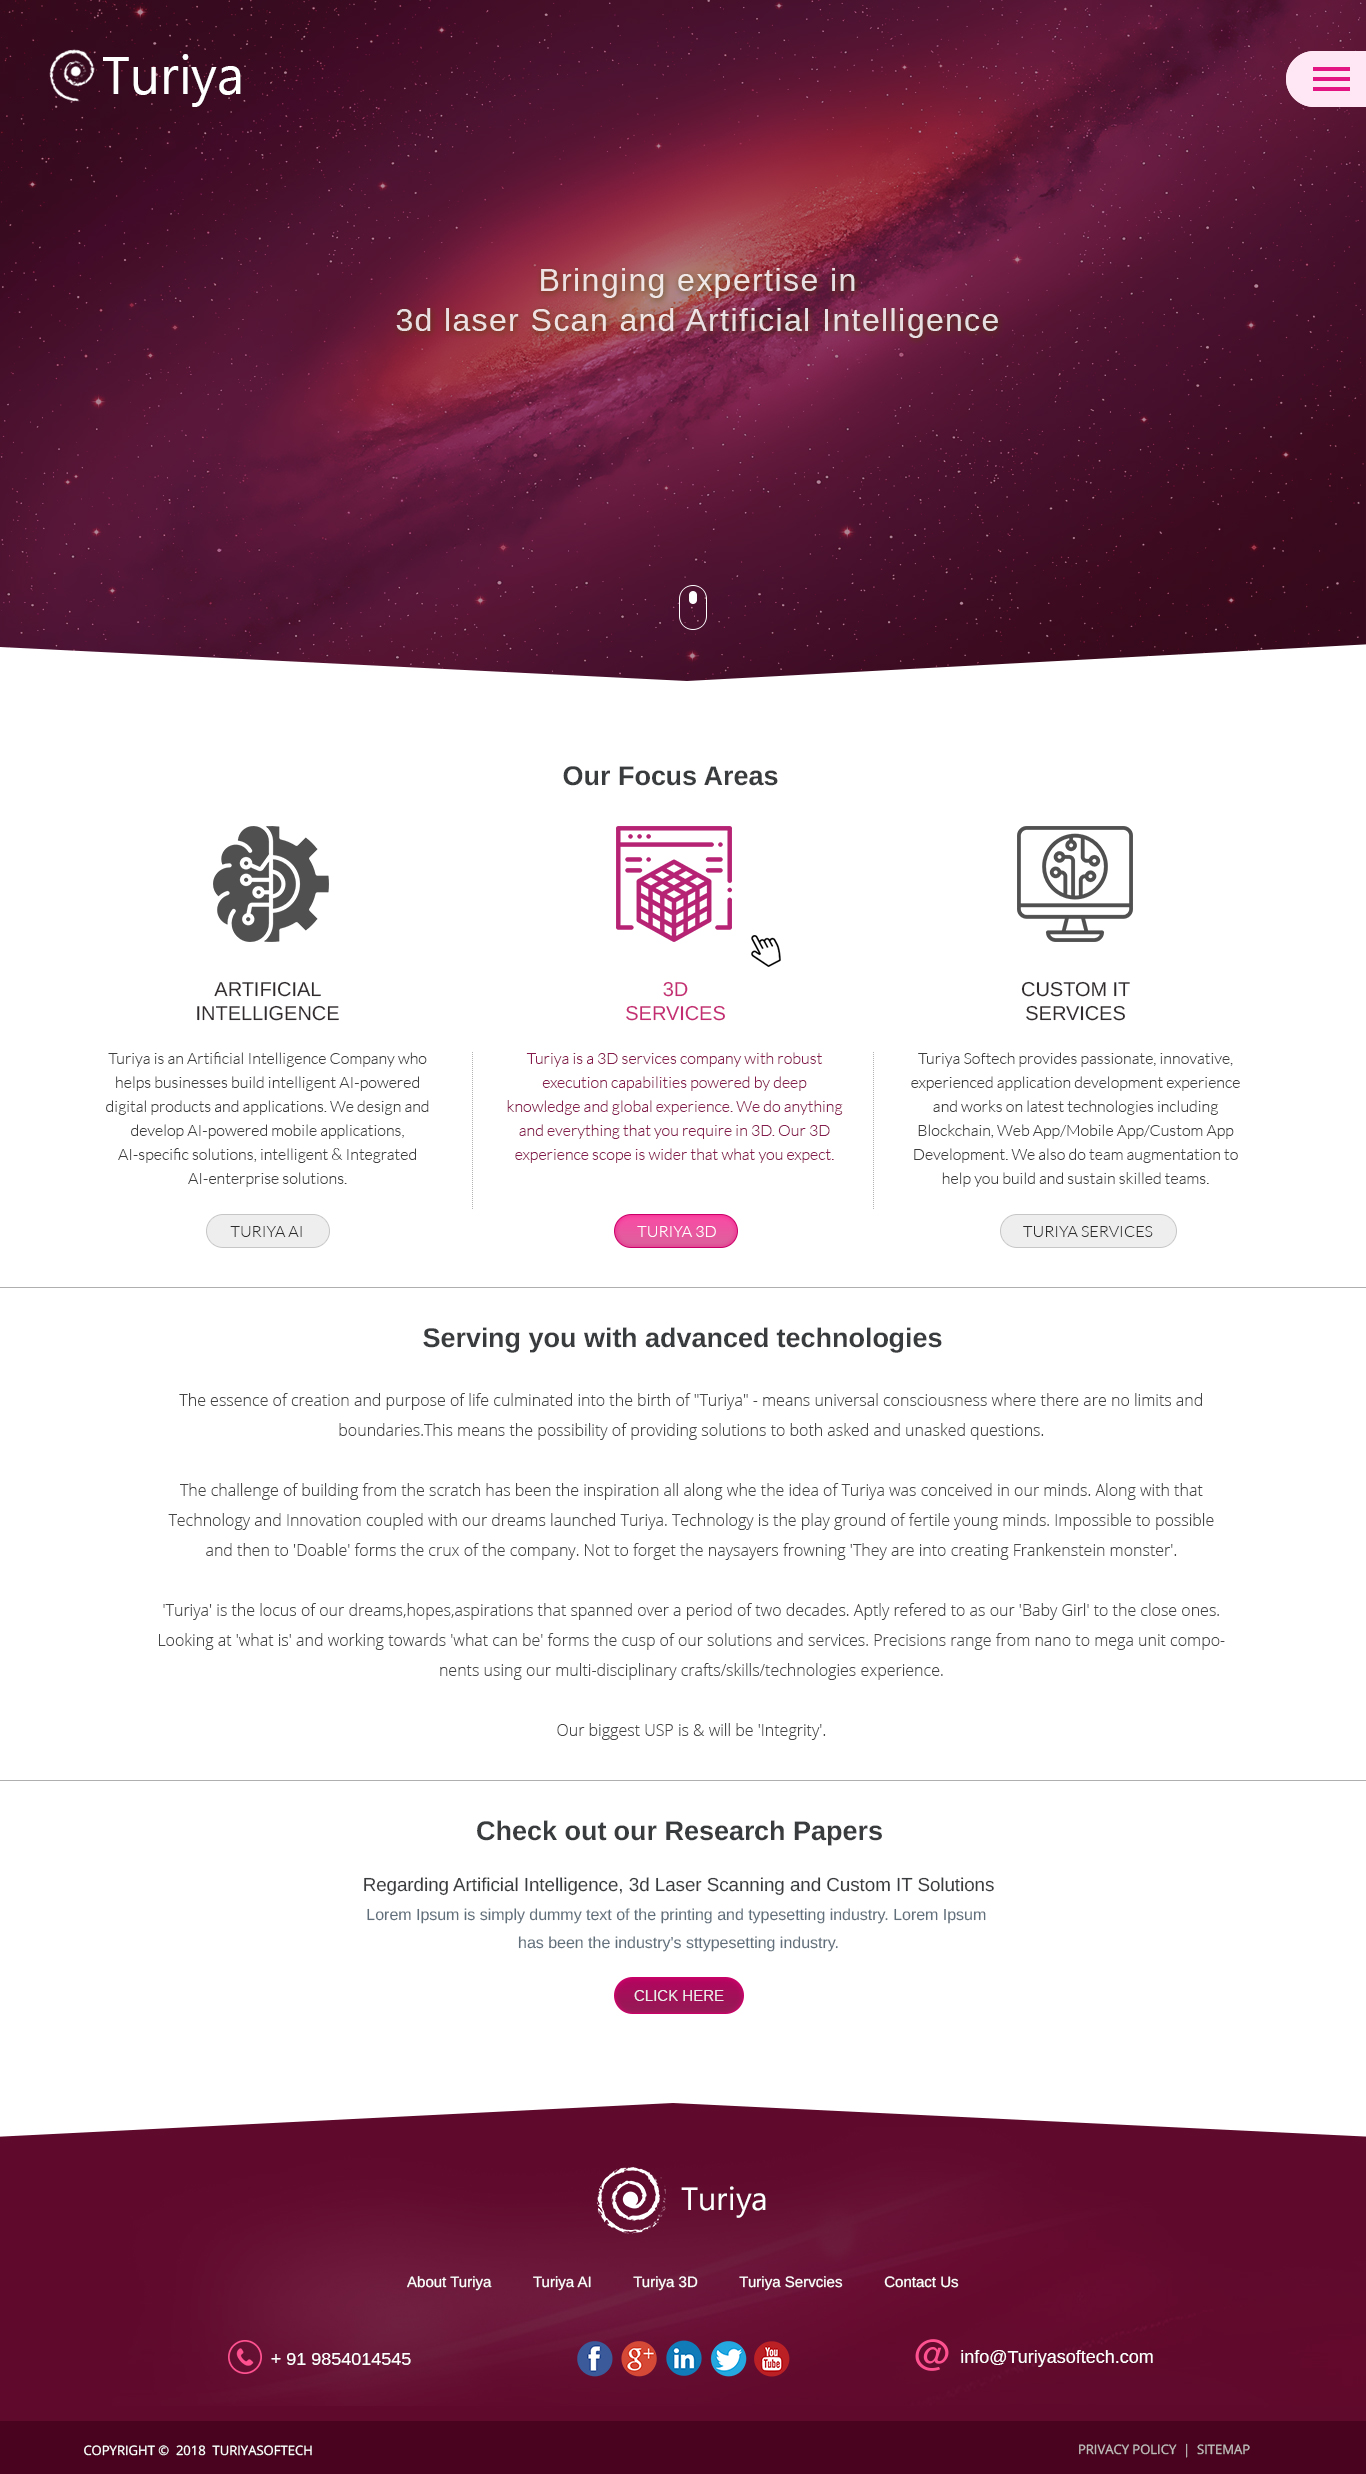 Turiya
Bringing expertise in
3d laser Scan and Artificial Intelligence
Our Focus Areas
ARTIFICIAL
INTELLIGENCE
Turiya is an Artificial Intelligence Company who
helps businesses build intelligent AI-powered
digital products and applications. We design and
develop AI-powered mobile applications,
AI-specific solutions, intelligent & Integrated
AI-enterprise solutions.
TURIYA AI
3D
SERVICES
Turiya is a 3D services company with robust
execution capabilities powered by deep
knowledge and global experience. We do anything
and everything that you require in 3D. Our 3D
experience scope is wider that what you expect.
TURIYA 3D
CUSTOM IT
SERVICES
Turiya Softech provides passionate, innovative,
experienced application development experience
and works on latest technologies including
Blockchain, Web App/Mobile App/Custom App
Development. We also do team augmentation to
help you build and sustain skilled teams.
TURIYA SERVICES
Serving you with advanced technologies
The essence of creation and purpose of life culminated into the birth of "Turiya" - means universal consciousness where there are no limits and
boundaries.This means the possibility of providing solutions to both asked and unasked questions.
The challenge of building from the scratch has been the inspiration all along whe the idea of Turiya was conceived in our minds. Along with that
Technology and Innovation coupled with our dreams launched Turiya. Technology is the play ground of fertile young minds. Impossible to possible
and then to 'Doable' forms the crux of the company. Not to forget the naysayers frowning 'They are into creating Frankenstein monster'.
'Turiya' is the locus of our dreams,hopes,aspirations that spanned over a period of two decades. Aptly refered to as our 'Baby Girl' to the close ones.
Looking at 'what is' and working towards 'what can be' forms the cusp of our solutions and services. Precisions range from nano to mega unit compo-
nents using our multi-disciplinary crafts/skills/technologies experience.
Our biggest USP is & will be 'Integrity'.
Check out our Research Papers
Regarding Artificial Intelligence, 3d Laser Scanning and Custom IT Solutions
Lorem Ipsum is simply dummy text of the printing and typesetting industry. Lorem Ipsum
has been the industry's sttypesetting industry.
CLICK HERE
Turiya
About Turiya Turiya AI Turiya 3D Turiya Servcies Contact Us
+ 91 9854014545
f g+ in You Tube
@ info@Turiyasoftech.com
COPYRIGHT © 2018 TURIYASOFTECH
PRIVACY POLICY | SITEMAP